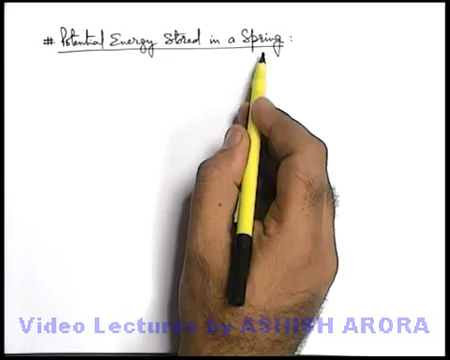 # Potential Energy Stored in a Spring :
Video Lectures by ASHISH ARORA